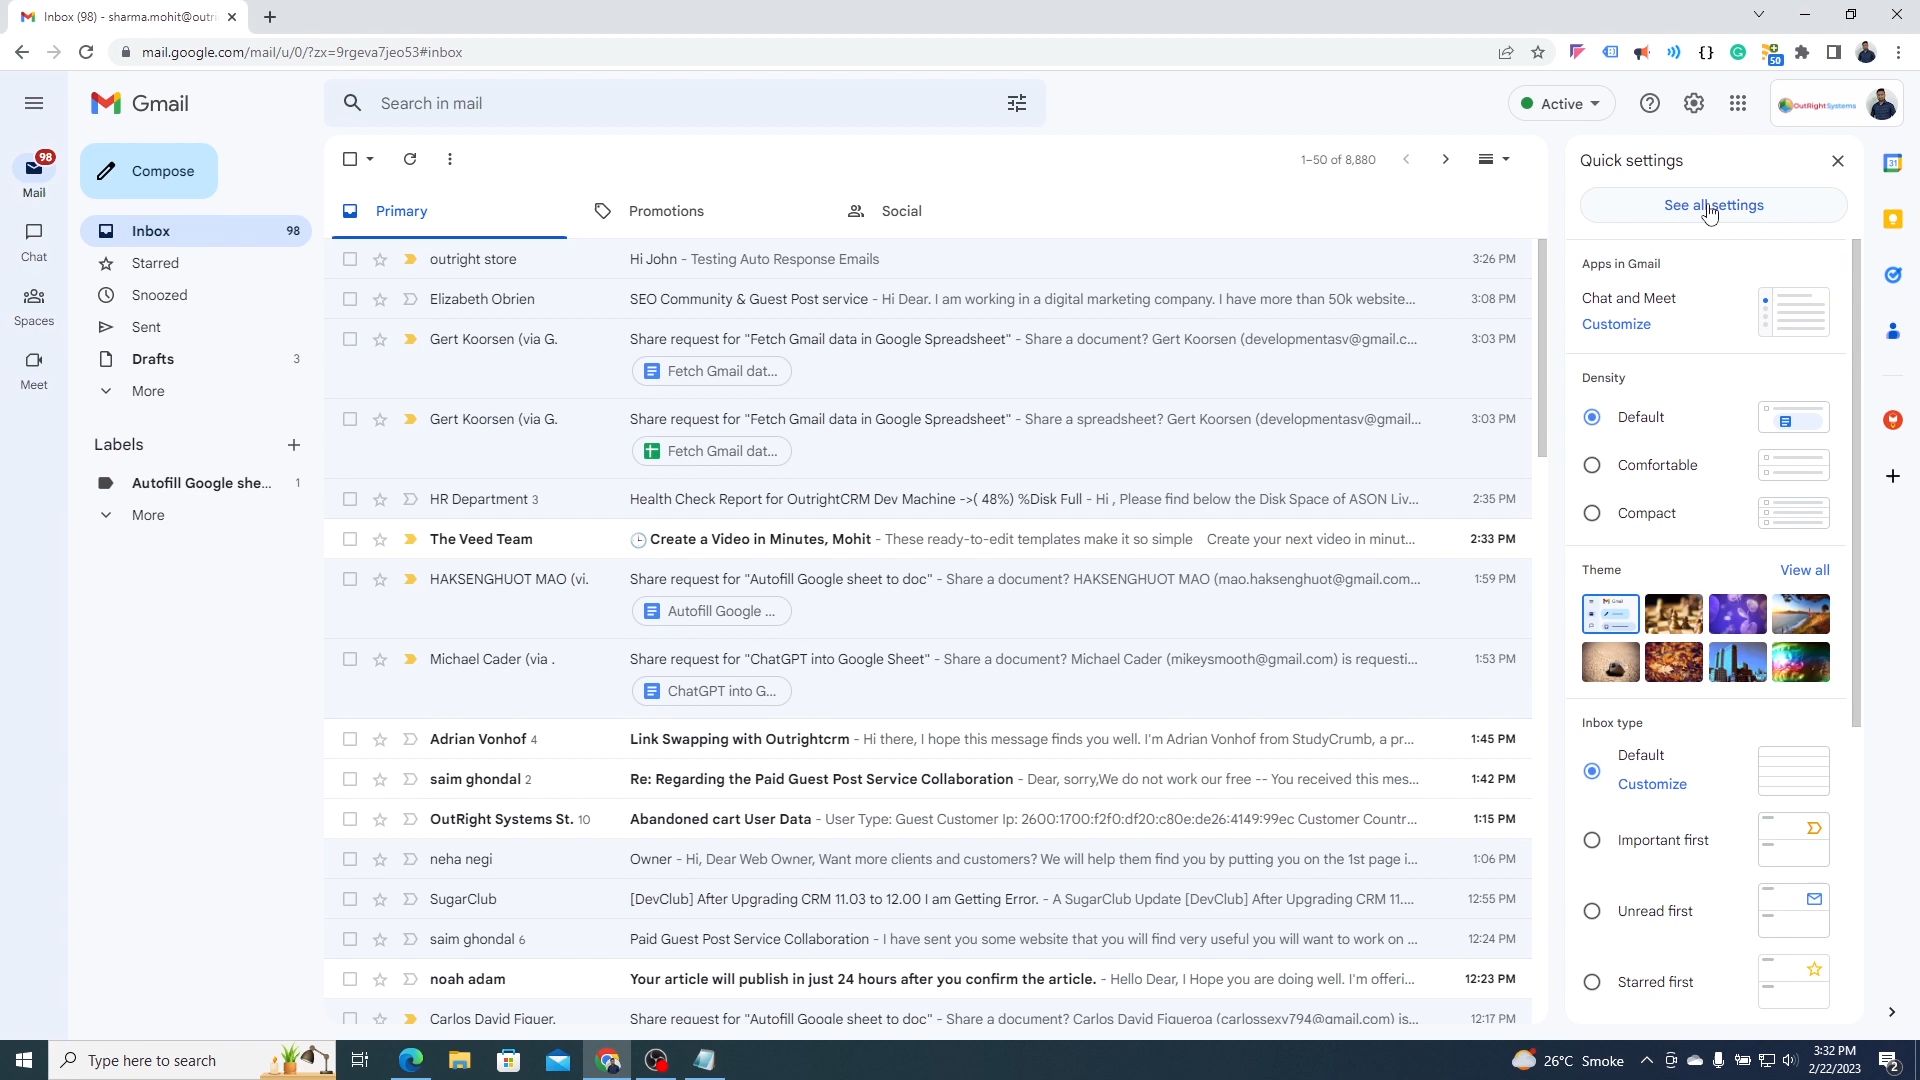 Inbox (98) - sharma.mohit@outri
mail.google.com/mail/u/0/?zx=9rgeva7jeo53#inbox
50
Gmail
Search in mail
Active
OutRight Systems
98
Mail
Chat
Spaces
Meet
Compose
Inbox 98
Starred
Snoozed
Sent
Drafts 3
More
Labels
Autofill Google she... 1
More
1–50 of 8,880
Primary
Promotions
Social
outright store Hi John - Testing Auto Response Emails 3:26 PM
Elizabeth Obrien SEO Community & Guest Post service - Hi Dear. I am working in a digital marketing company. I have more than 50k website... 3:08 PM
Gert Koorsen (via G. Share request for "Fetch Gmail data in Google Spreadsheet" - Share a document? Gert Koorsen (developmentasv@gmail.c... 3:03 PM
Fetch Gmail dat...
Gert Koorsen (via G. Share request for "Fetch Gmail data in Google Spreadsheet" - Share a spreadsheet? Gert Koorsen (developmentasv@gmail... 3:03 PM
Fetch Gmail dat...
HR Department 3 Health Check Report for OutrightCRM Dev Machine ->( 48%) %Disk Full - Hi , Please find below the Disk Space of ASON Liv... 2:35 PM
The Veed Team Create a Video in Minutes, Mohit - These ready-to-edit templates make it so simple Create your next video in minut... 2:33 PM
HAKSENGHUOT MAO (vi. Share request for "Autofill Google sheet to doc" - Share a document? HAKSENGHUOT MAO (mao.haksenghuot@gmail.com... 1:59 PM
Autofill Google ...
Michael Cader (via . Share request for "ChatGPT into Google Sheet" - Share a document? Michael Cader (mikeysmooth@gmail.com) is requesti... 1:53 PM
ChatGPT into G...
Adrian Vonhof 4 Link Swapping with Outrightcrm - Hi there, I hope this message finds you well. I'm Adrian Vonhof from StudyCrumb, a pr... 1:45 PM
saim ghondal 2 Re: Regarding the Paid Guest Post Service Collaboration - Dear, sorry,We do not work our free -- You received this mes... 1:42 PM
OutRight Systems St. 10 Abandoned cart User Data - User Type: Guest Customer Ip: 2600:1700:f2f0:df20:c80e:de26:4149:99ec Customer Countr... 1:15 PM
neha negi Owner - Hi, Dear Web Owner, Want more clients and customers? We will help them find you by putting you on the 1st page i... 1:06 PM
SugarClub [DevClub] After Upgrading CRM 11.03 to 12.00 I am Getting Error. - A SugarClub Update [DevClub] After Upgrading CRM 11.... 12:55 PM
saim ghondal 6 Paid Guest Post Service Collaboration - I have sent you some website that you will find very useful you will want to work on ... 12:24 PM
noah adam Your article will publish in just 24 hours after you confirm the article. - Hello Dear, I Hope you are doing well. I'm offeri... 12:23 PM
Carlos David Figuer. Share request for "Autofill Google sheet to doc" - Share a document? Carlos David Figueroa (carlossexy794@gmail.com) is... 12:17 PM
Quick settings
See all settings
Apps in Gmail
Chat and Meet
Customize
Density
Default
Comfortable
Compact
Theme View all
Gmail
Inbox type
Default
Customize
Important first
Unread first
Starred first
31
Type here to search
26°C Smoke
3:32 PM
2/22/2023
2